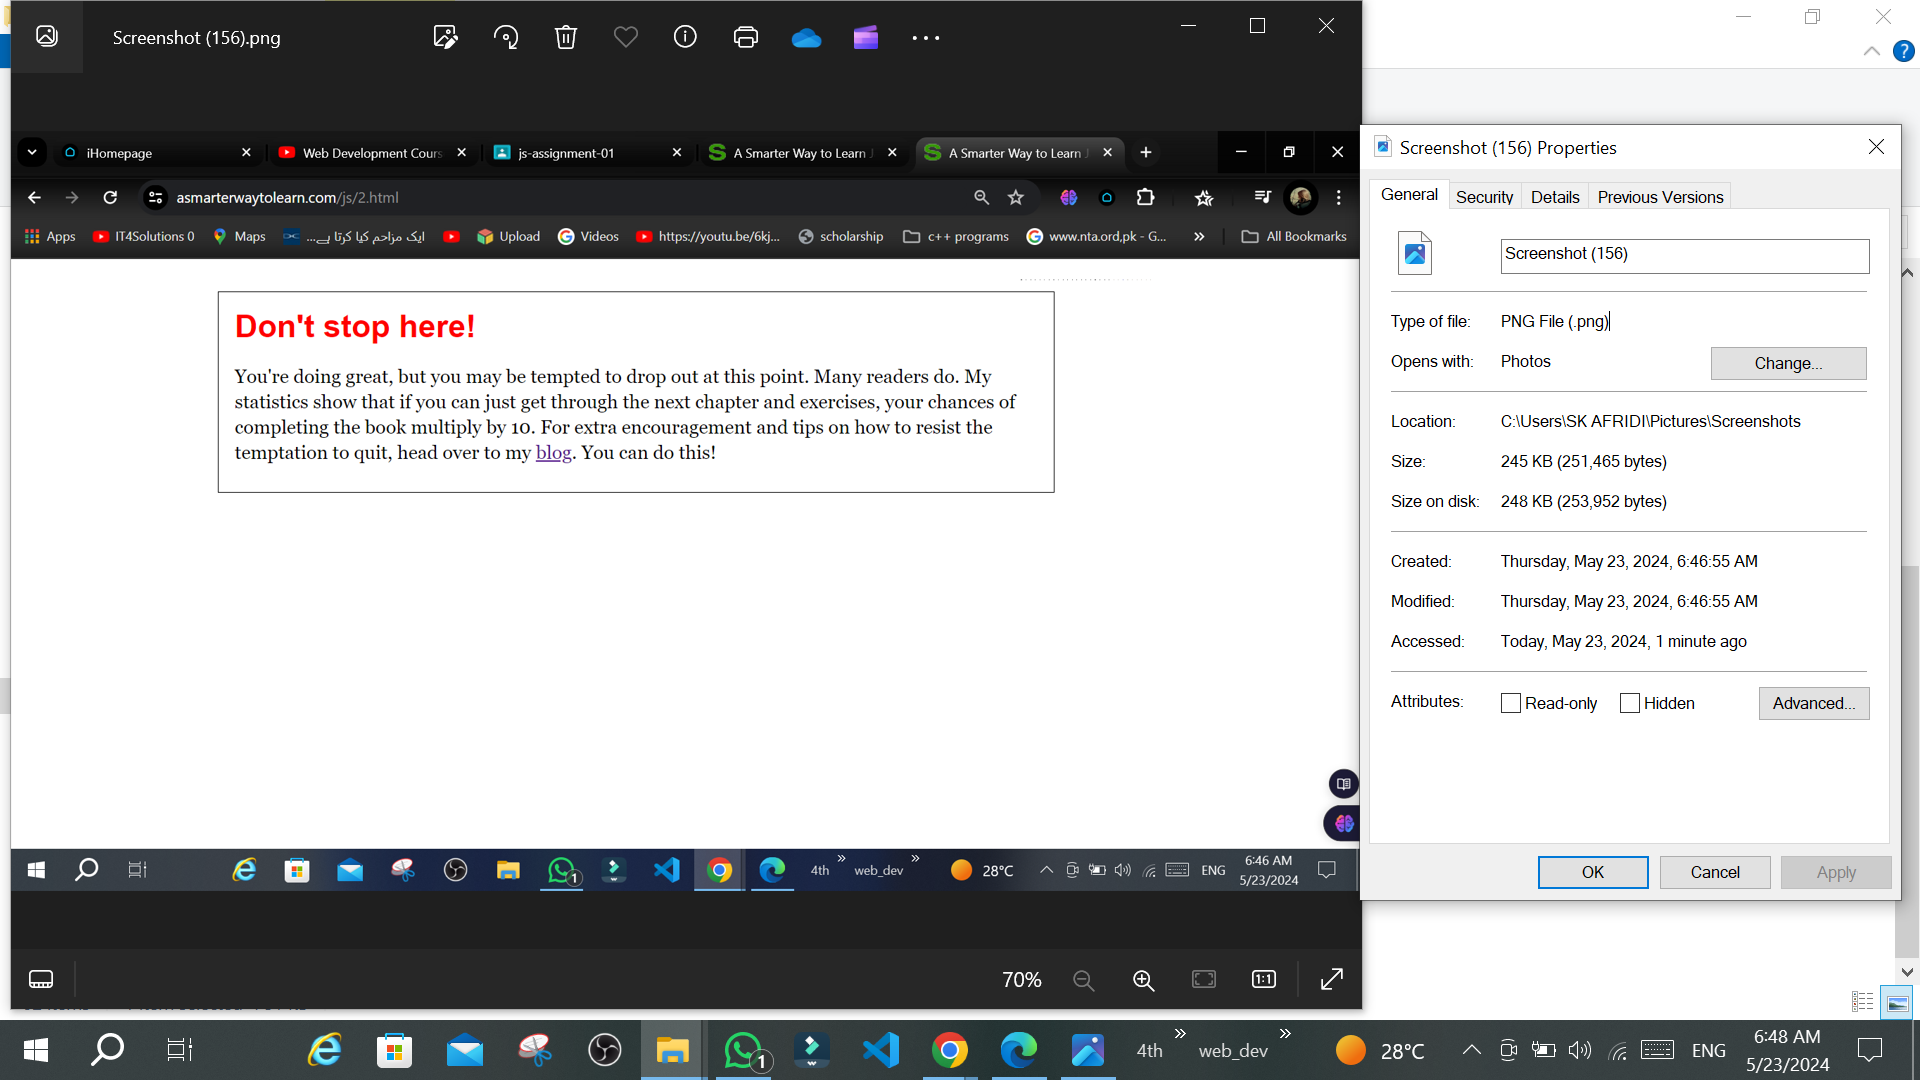 Screenshot (156).png
iHomepage
Web Development Cours
js-assignment-01
A Smarter Way to Learn J
A Smarter Way to Learn J
asmarterwaytolearn.com/js/2.html
Apps
IT4Solutions 0
Maps
ایک مزاحم کیا کرتا ہے...
Upload
Videos
https://youtu.be/6kj...
scholarship
c++ programs
www.nta.ord,pk - G...
»
All Bookmarks
Don't stop here!
You're doing great, but you may be tempted to drop out at this point. Many readers do. My
statistics show that if you can just get through the next chapter and exercises, your chances of
completing the book multiply by 10. For extra encouragement and tips on how to resist the
temptation to quit, head over to my blog. You can do this!
1
4th
»
web_dev
»
28°C
ENG
6:46 AM
5/23/2024
70%
1:1
Screenshot (156) Properties
General
Security
Details
Previous Versions
Screenshot (156)
Type of file: PNG File (.png)
Opens with: Photos
Change...
Location: C:\Users\SK AFRIDI\Pictures\Screenshots
Size: 245 KB (251,465 bytes)
Size on disk: 248 KB (253,952 bytes)
Created: Thursday, May 23, 2024, 6:46:55 AM
Modified: Thursday, May 23, 2024, 6:46:55 AM
Accessed: Today, May 23, 2024, 1 minute ago
Attributes: Read-only Hidden
Advanced...
OK
Cancel
Apply
1
4th
»
web_dev
»
28°C
ENG
6:48 AM
5/23/2024